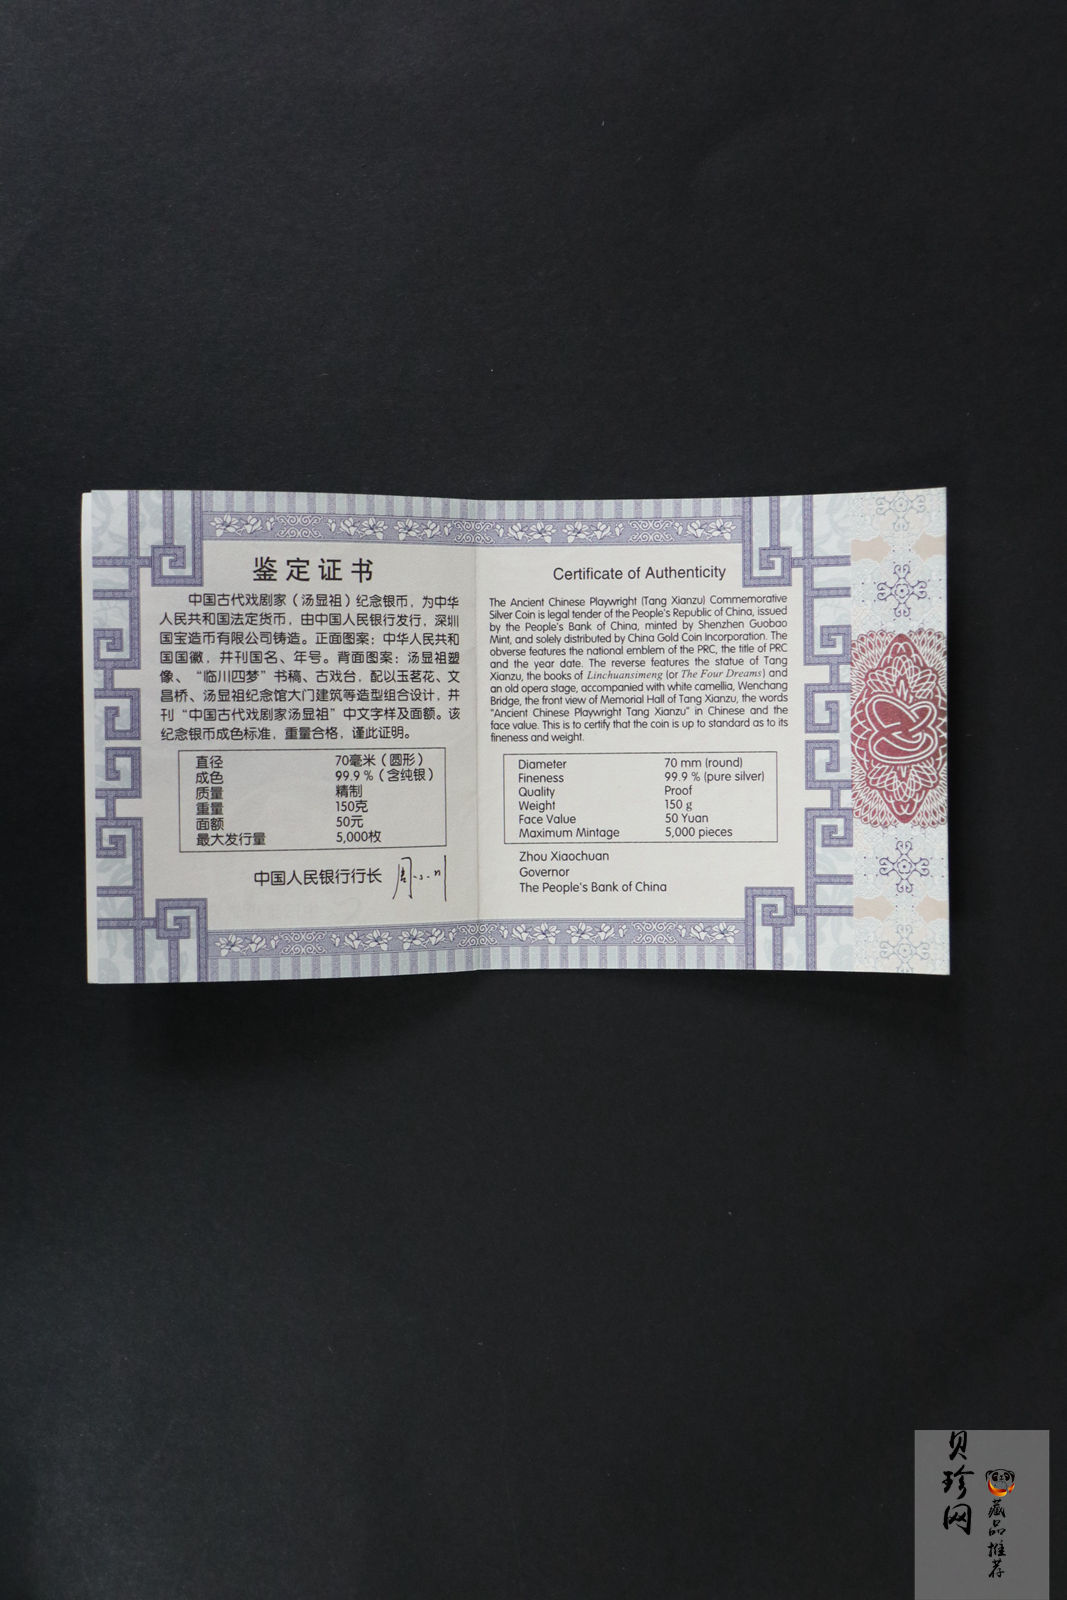 鉴定证书
中国古代戏剧家（汤显祖）纪念银币，为中华
人民共和国法定货币，由中国人民银行发行，深圳
国宝造币有限公司铸造。正面图案：中华人民共和
国国徽，并刊国名、年号。背面图案：汤显祖塑
像、“临川四梦”书稿、古戏台，配以玉茗花、文
昌桥、汤显祖纪念馆大门建筑等造型组合设计，并
刊“中国古代戏剧家汤显祖”中文字样及面额。该
纪念银币成色标准，重量合格，谨此证明。
直径 70毫米（圆形）
成色 99.9％（含纯银）
质量 精制
重量 150克
面额 50元
最大发行量 5,000枚
中国人民银行行长
Certificate of Authenticity
The Ancient Chinese Playwright (Tang Xianzu) Commemorative
Silver Coin is legal tender of the People's Republic of China, issued
by the People's Bank of China, minted by Shenzhen Guobao
Mint, and solely distributed by China Gold Coin Incorporation. The
obverse features the national emblem of the PRC, the title of PRC
and the year date. The reverse features the statue of Tang
Xianzu, the books of Linchuansimeng (or The Four Dreams) and
an old opera stage, accompanied with white camellia, Wenchang
Bridge, the front view of Memorial Hall of Tang Xianzu, the words
"Ancient Chinese Playwright Tang Xianzu" in Chinese and the
face value. This is to certify that the coin is up to standard as to its
fineness and weight.
Diameter 70 mm (round)
Fineness 99.9 % (pure silver)
Quality Proof
Weight 150 g
Face Value 50 Yuan
Maximum Mintage 5,000 pieces
Zhou Xiaochuan
Governor
The People's Bank of China
贝珍网
藏品推荐